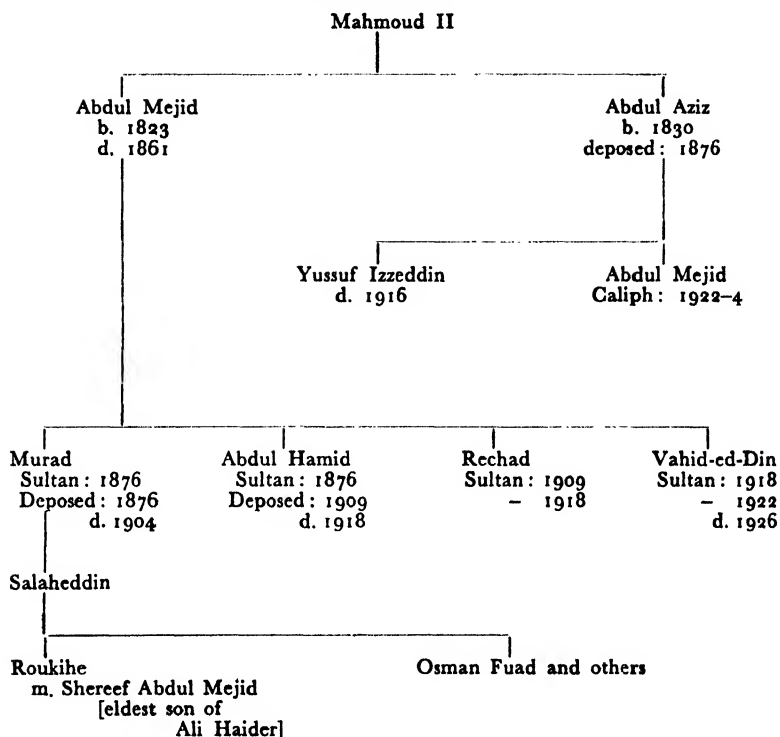 Mahmoud II
Abdul Mejid
b. 1823
d. 1861
Abdul Aziz
b. 1830
deposed: 1876
Yussuf Izzeddin
d. 1916
Abdul Mejid
Caliph: 1922-4
Murad
Sultan: 1876
Deposed: 1876
d. 1904
Abdul Hamid
Sultan: 1876
Deposed: 1909
d. 1918
Rechad
Sultan: 1909
– 1918
Vahid-ed-Din
Sultan: 1918
– 1922
d. 1926
Salaheddin
Roukihe
m. Shereef Abdul Mejid
[eldest son of
Ali Haider]
Osman Fuad and others